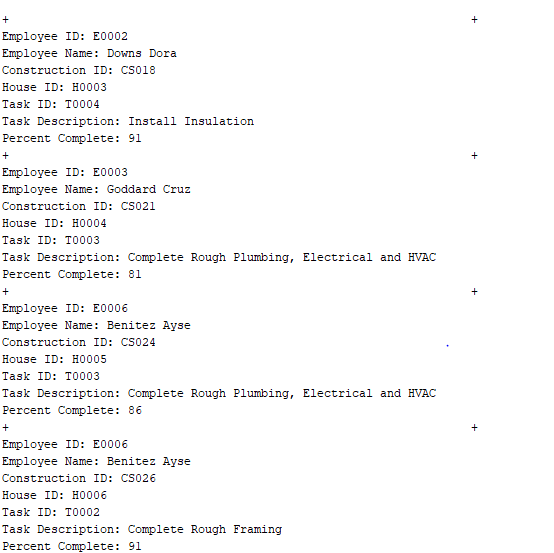 + +
Employee ID: E0002
Employee Name: Downs Dora
Construction ID: CS018
House ID: H0003
Task ID: T0004
Task Description: Install Insulation
Percent Complete: 91
+ +
Employee ID: E0003
Employee Name: Goddard Cruz
Construction ID: CS021
House ID: H0004
Task ID: T0003
Task Description: Complete Rough Plumbing, Electrical and HVAC
Percent Complete: 81
+ +
Employee ID: E0006
Employee Name: Benitez Ayse
Construction ID: CS024 .
House ID: H0005
Task ID: T0003
Task Description: Complete Rough Plumbing, Electrical and HVAC
Percent Complete: 86
+ +
Employee ID: E0006
Employee Name: Benitez Ayse
Construction ID: CS026
House ID: H0006
Task ID: T0002
Task Description: Complete Rough Framing
Percent Complete: 91